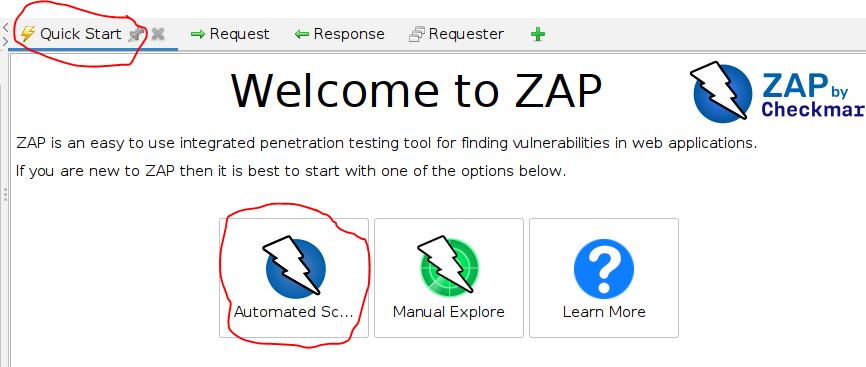 Quick Start Request Response Requester
Welcome to ZAP
ZAP by
Checkmar
ZAP is an easy to use integrated penetration testing tool for finding vulnerabilities in web applications.
If you are new to ZAP then it is best to start with one of the options below.
Automated Sc... Manual Explore Learn More